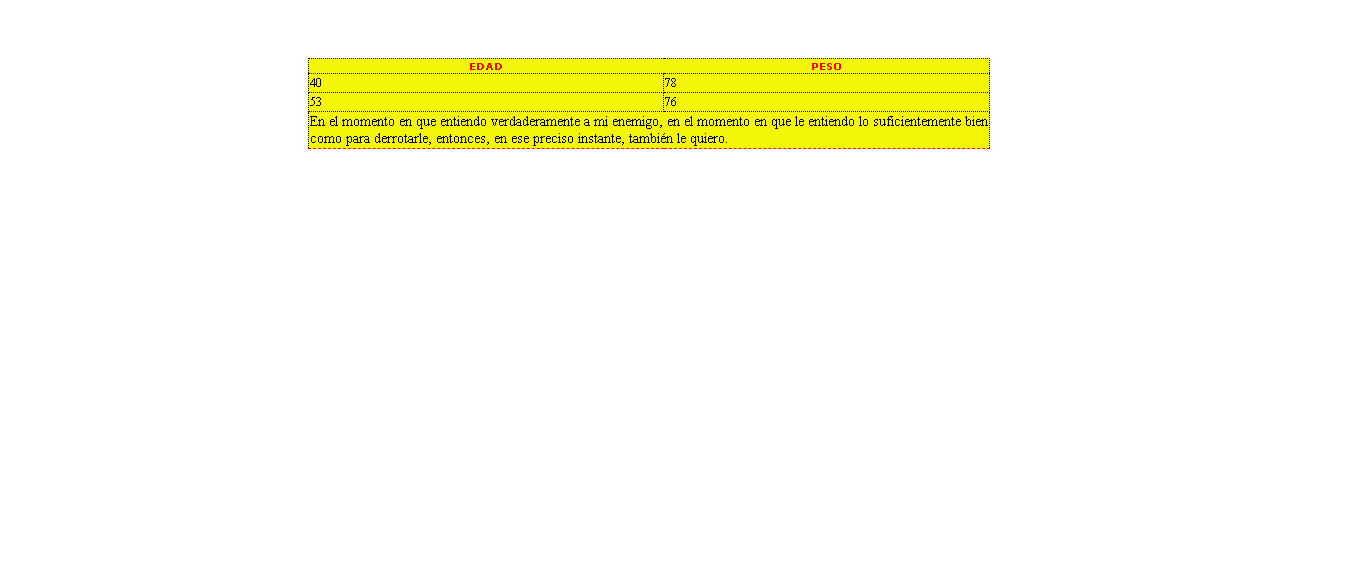 EDAD PESO
40 78
53 76
En el momento en que entiendo verdaderamente a mi enemigo, en el momento en que le entiendo lo suficientemente bien
como para derrotarle, entonces, en ese preciso instante, también le quiero.